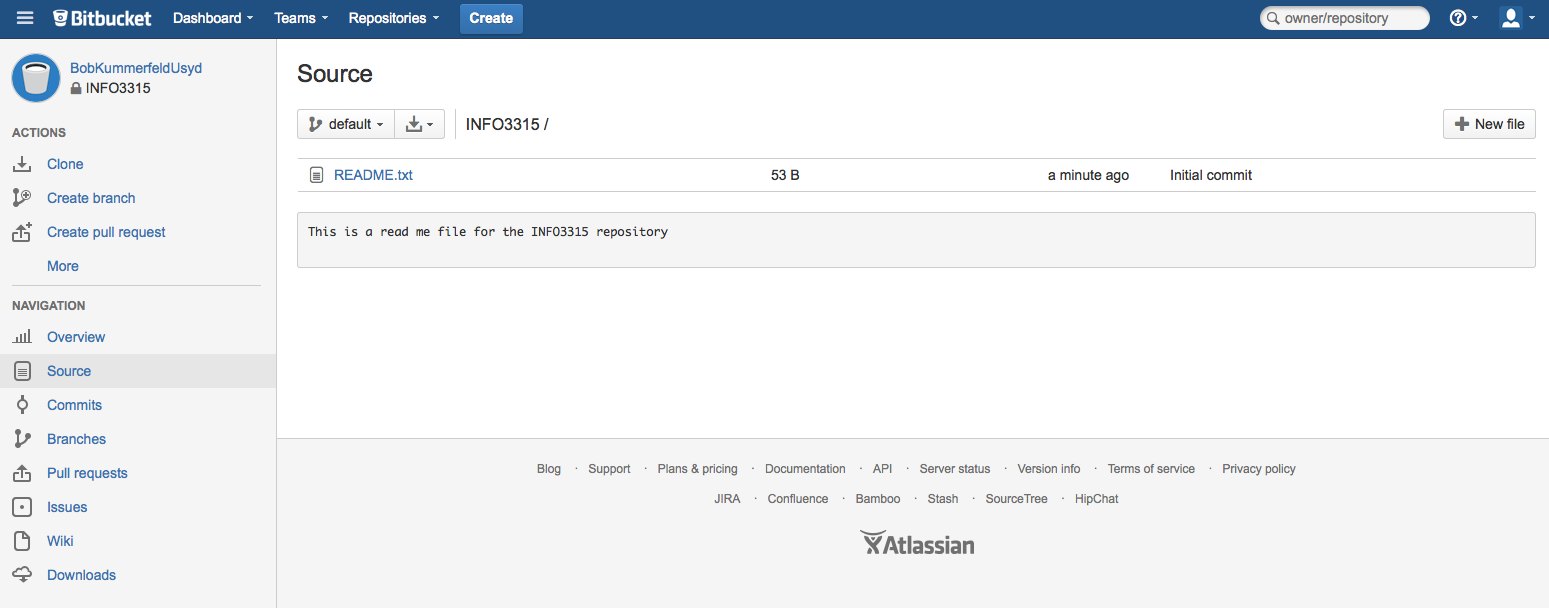 Bitbucket Dashboard Teams Repositories Create owner/repository
BobKummerfeldUsyd
INFO3315
ACTIONS
Clone
Create branch
Create pull request
More
NAVIGATION
Overview
Source
Commits
Branches
Pull requests
Issues
Wiki
Downloads
Source
default INFO3315 / New file
README.txt 53 B a minute ago Initial commit
This is a read me file for the INFO3315 repository
Blog · Support · Plans & pricing · Documentation · API · Server status · Version info · Terms of service · Privacy policy
JIRA · Confluence · Bamboo · Stash · SourceTree · HipChat
Atlassian